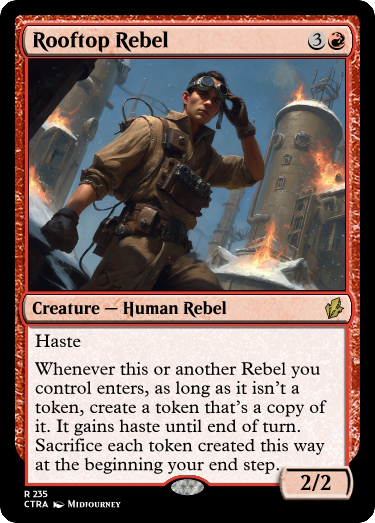 Rooftop Rebel 3
Creature — Human Rebel
Haste
Whenever this or another Rebel you
control enters, as long as it isn't a
token, create a token that's a copy of
it. It gains haste until end of turn.
Sacrifice each token created this way
at the beginning your end step.
2/2
R 235
CTRA Midjourney